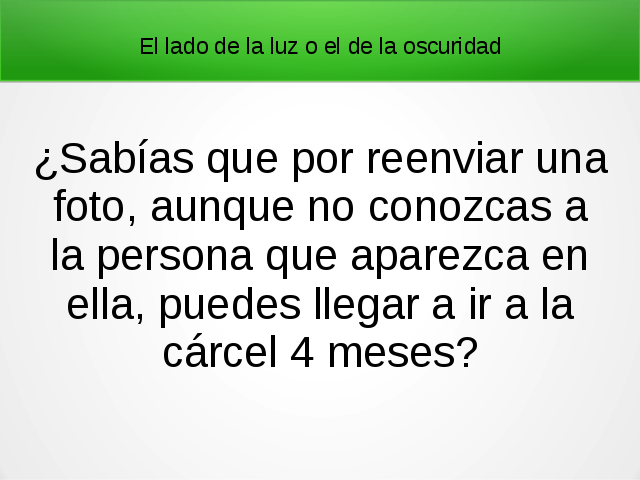 El lado de la luz o el de la oscuridad
¿Sabías que por reenviar una
foto, aunque no conozcas a
la persona que aparezca en
ella, puedes llegar a ir a la
cárcel 4 meses?